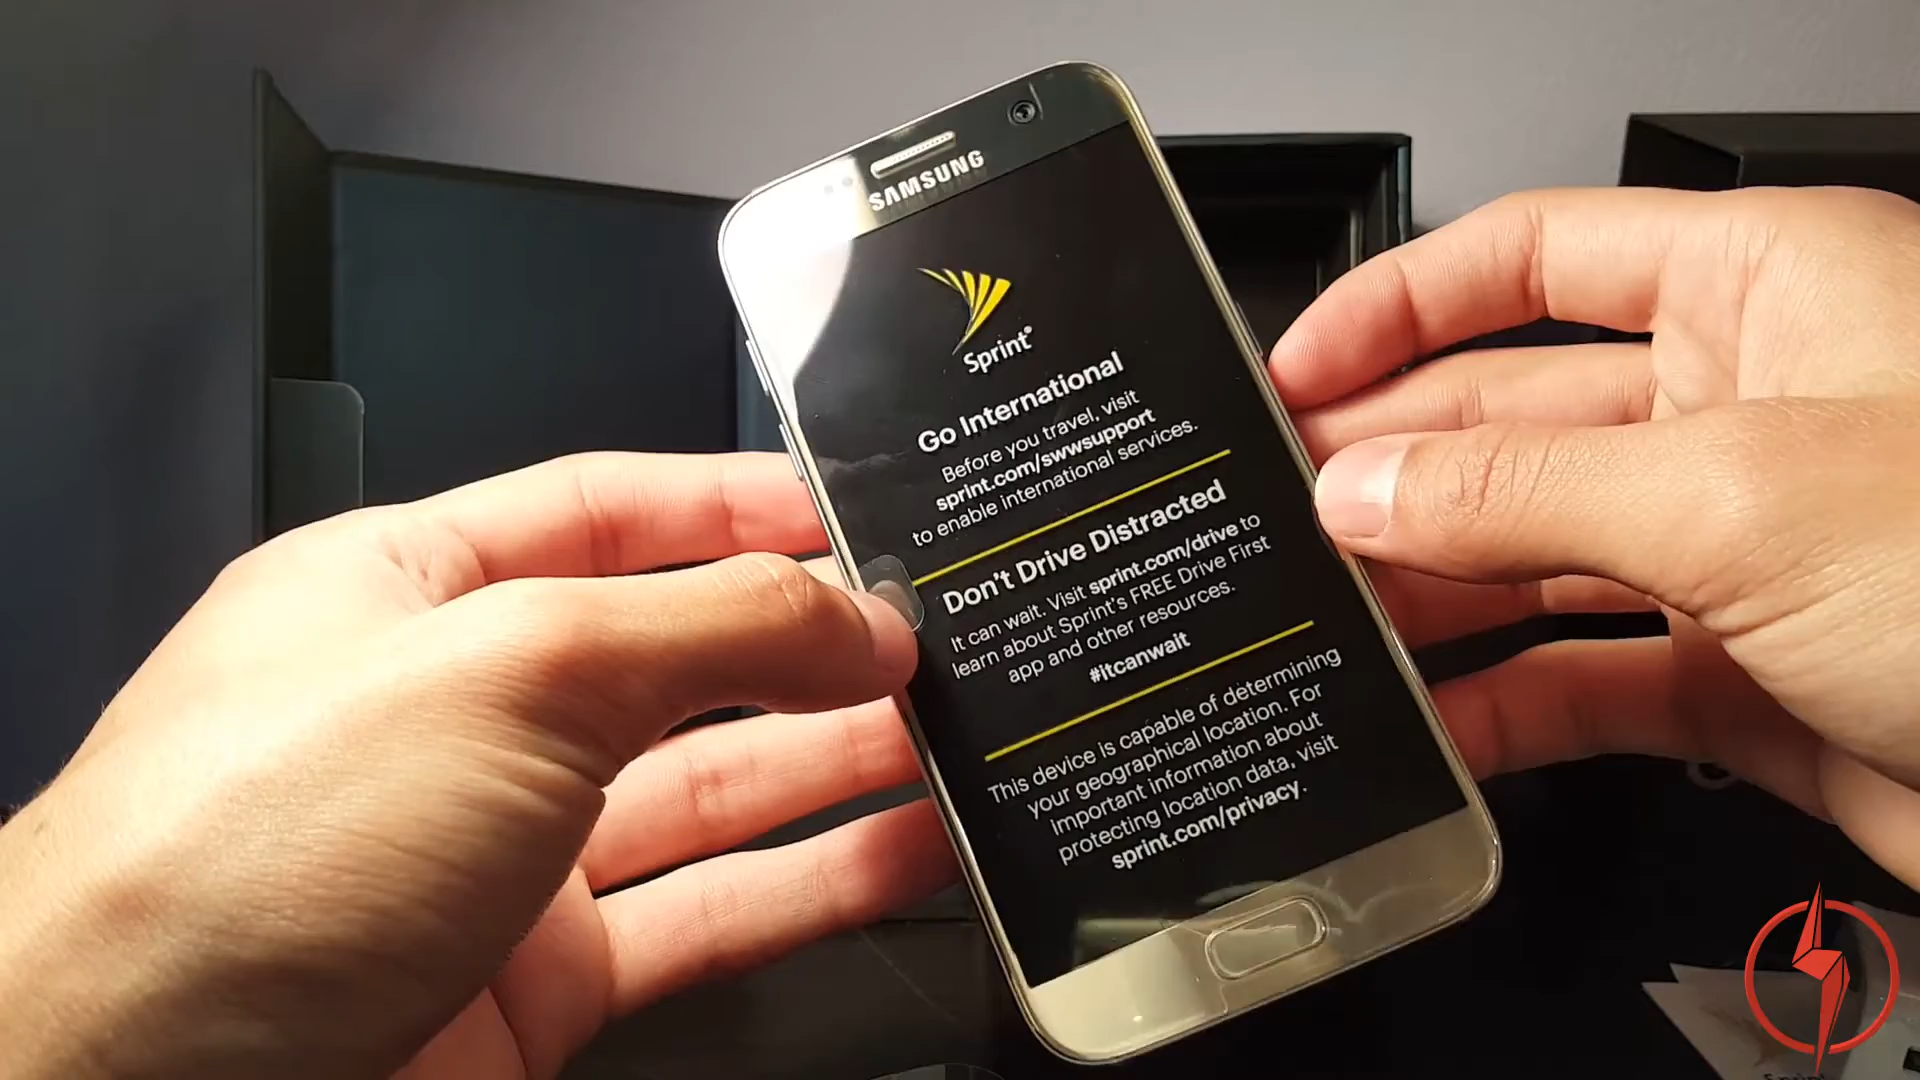 SAMSUNG
Sprint®
Go International
Before you travel, visit
sprint.com/swwsupport
to enable international services.
Don't Drive Distracted
It can wait. Visit sprint.com/drive to
learn about Sprint's FREE Drive First
app and other resources.
#itcanwait
This device is capable of determining
your geographical location. For
important information about
protecting location data, visit
sprint.com/privacy.